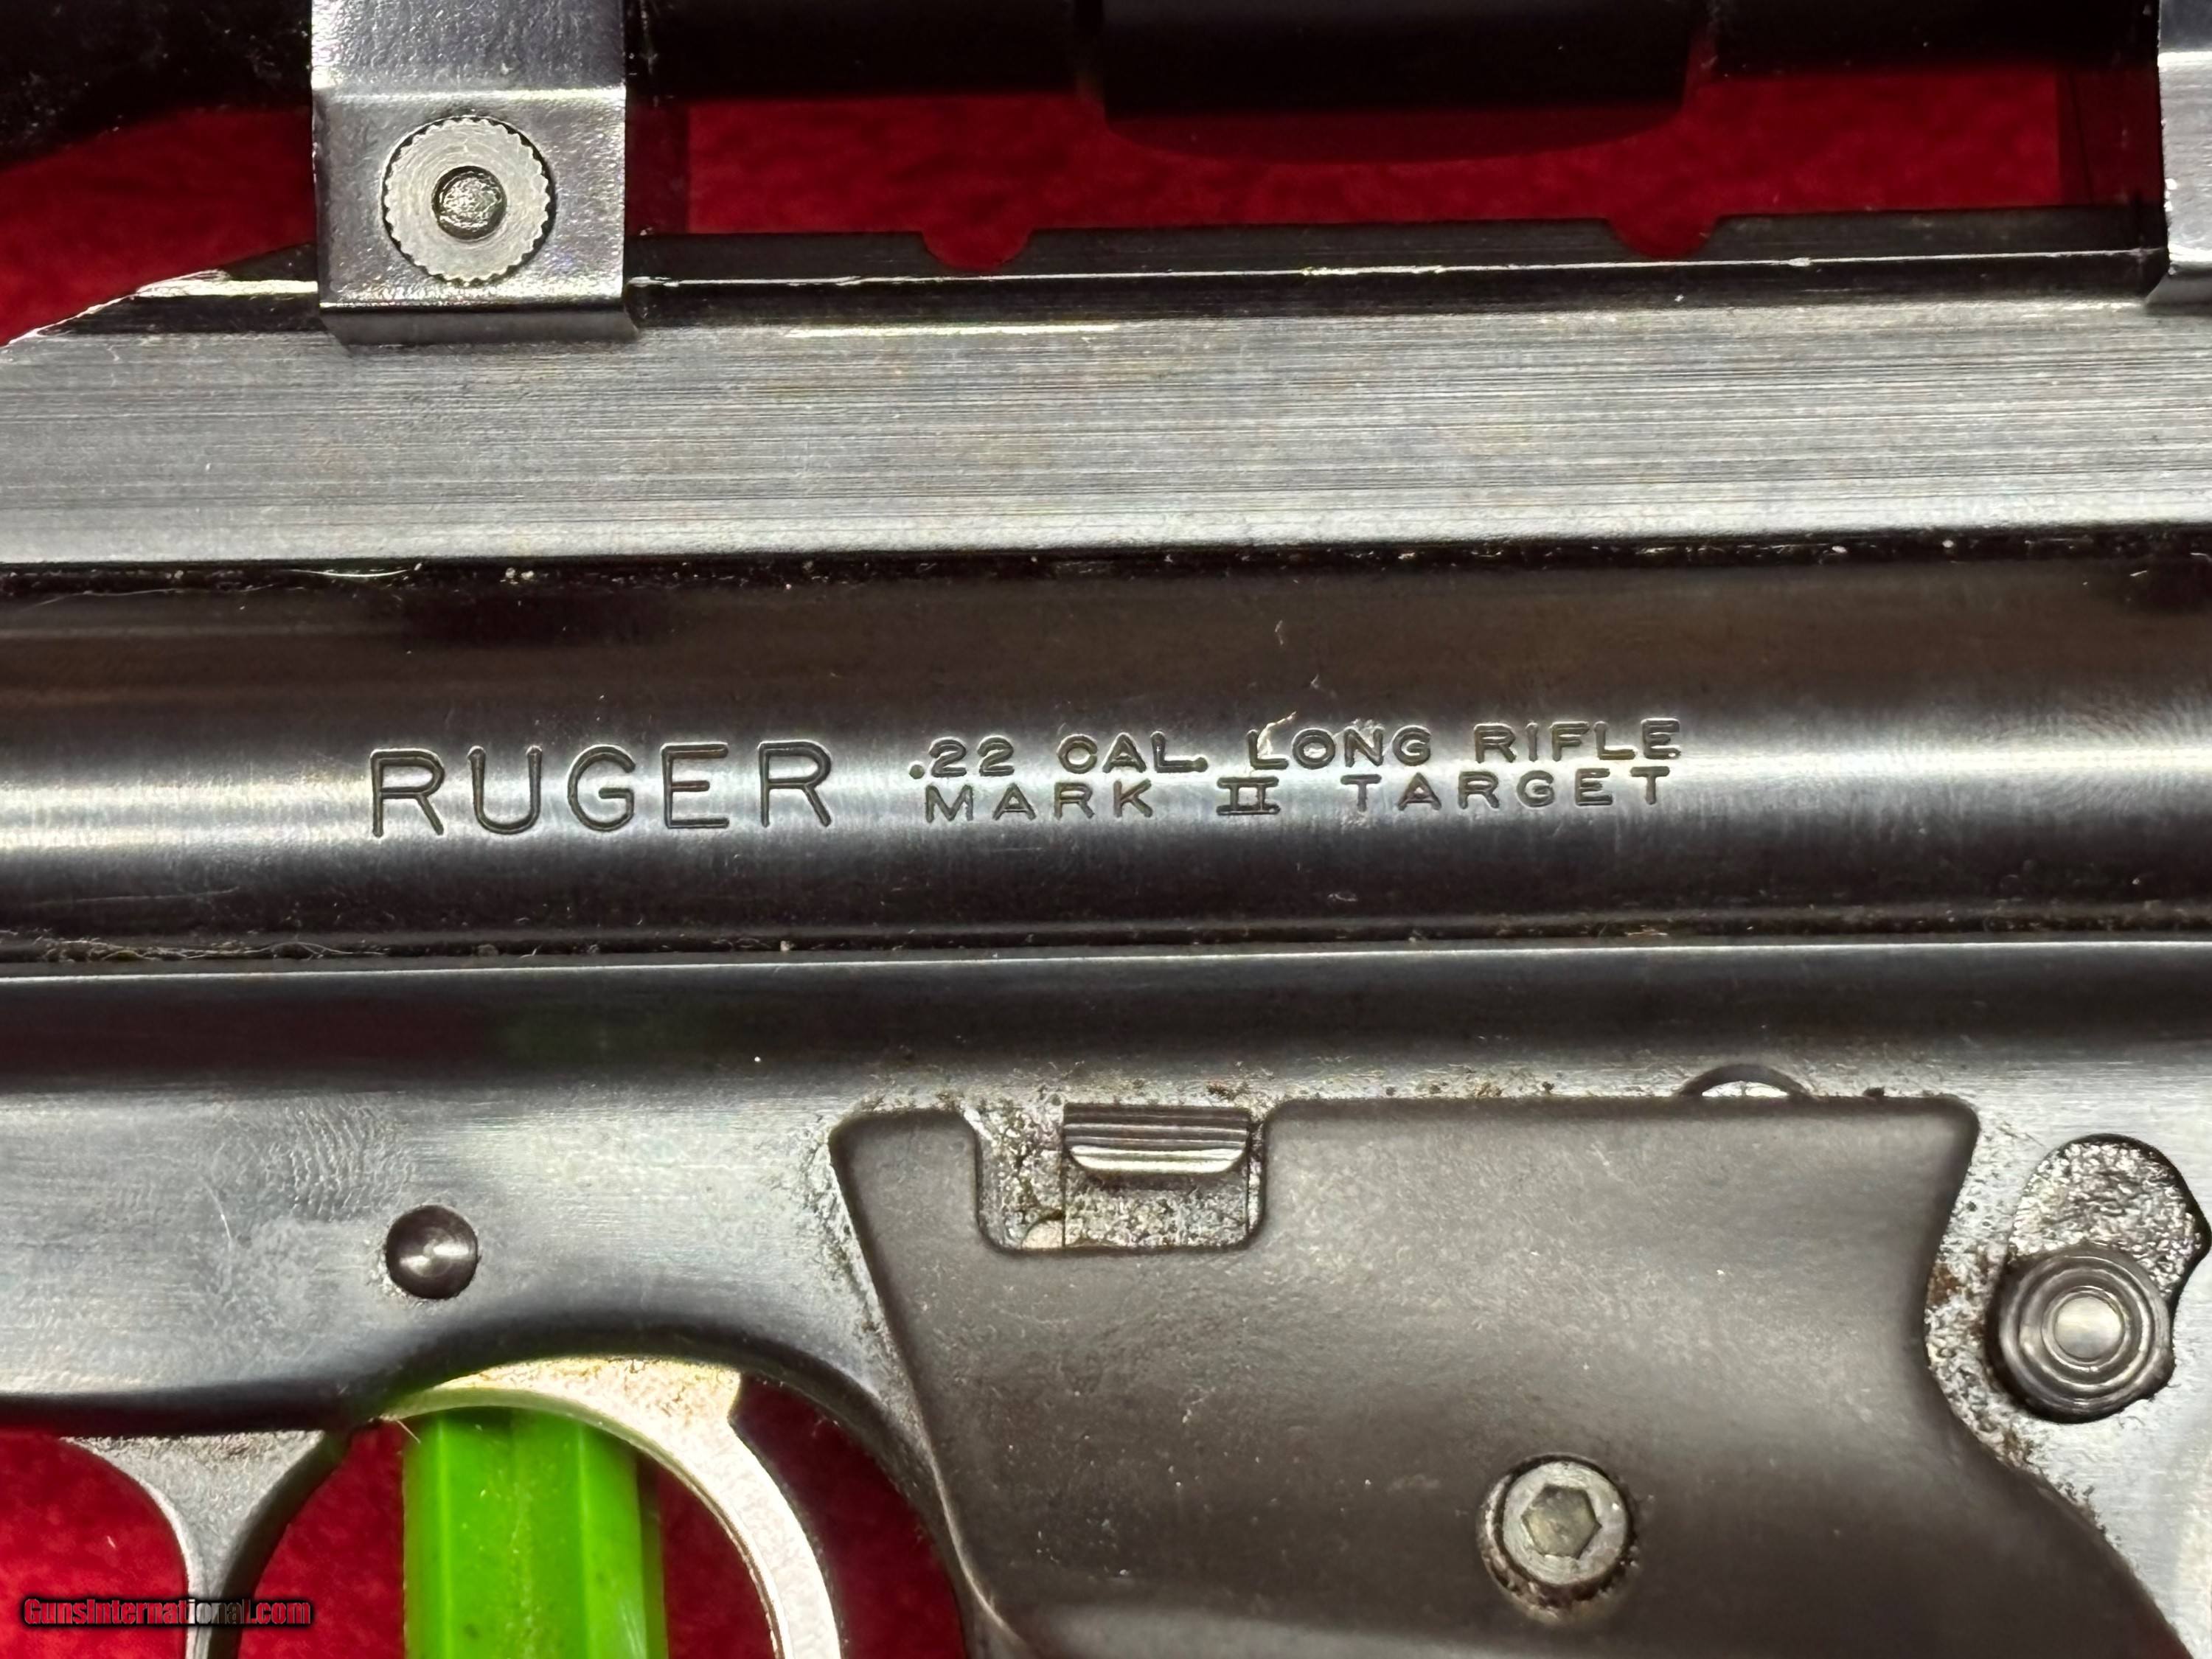 RUGER .22 CAL. LONG RIFLE
MARK II TARGET
GunsInternational.com